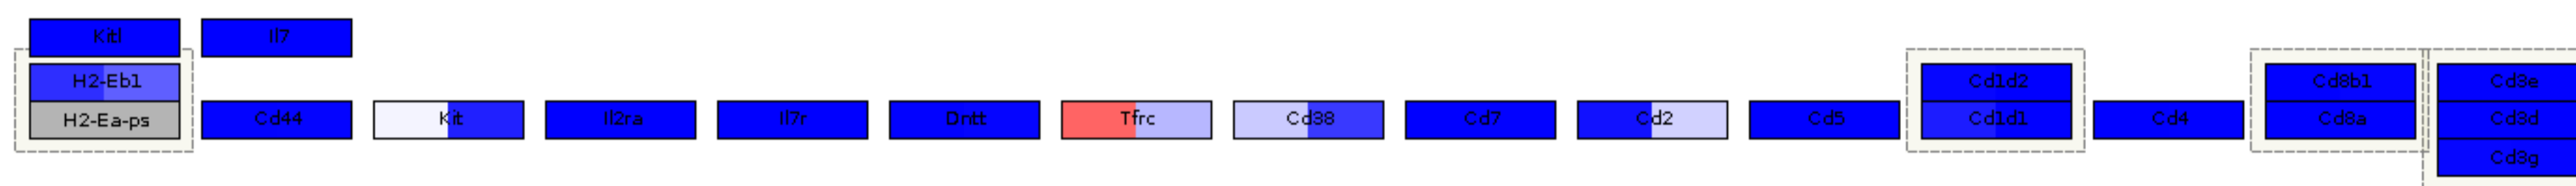 Kitl Il7
H2-Eb1 Cd1d2 Cd8b1 Cd3e
H2-Ea-ps Cd44 Kit Il2ra Il7r Dntt Tfrc Cd38 Cd7 Cd2 Cd5 Cd1d1 Cd4 Cd8a Cd3d
Cd3g